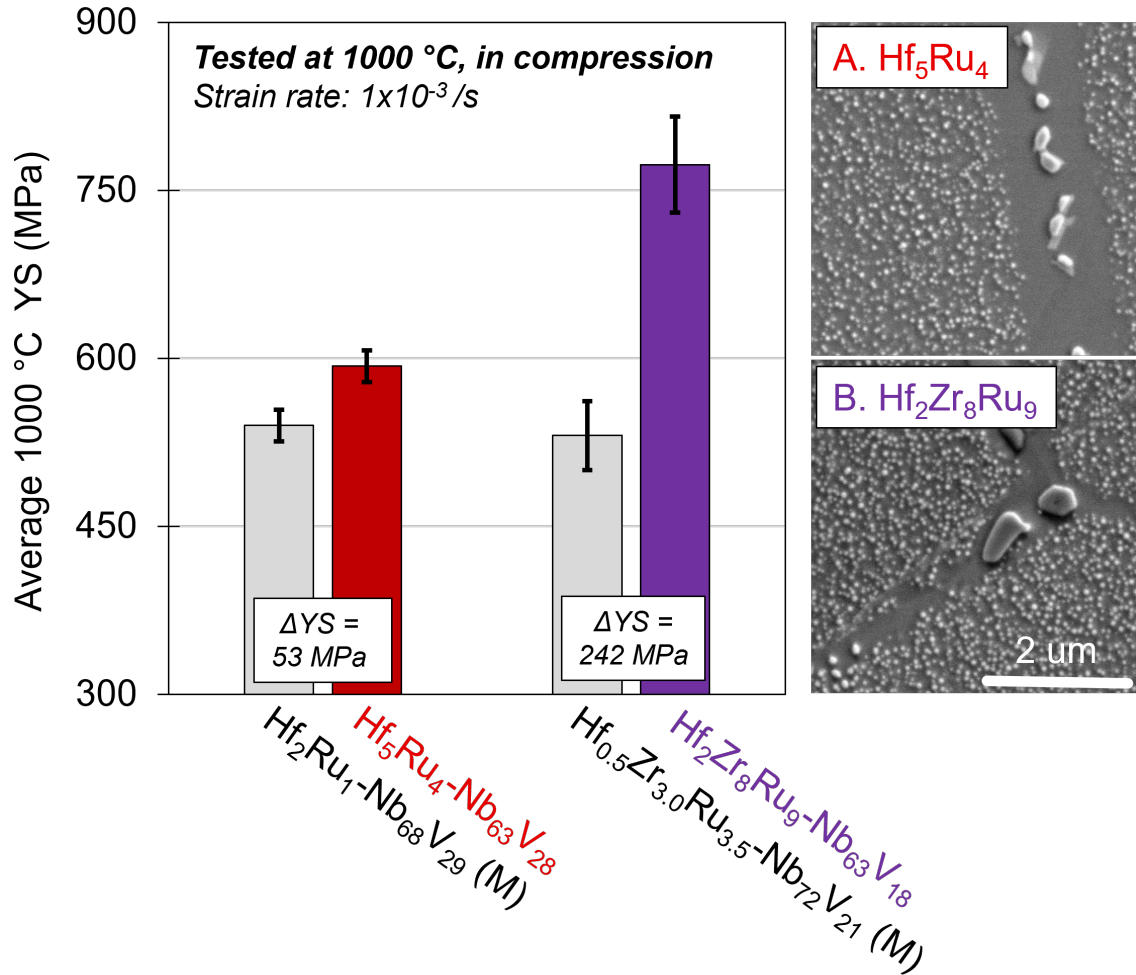 Average 1000 °C YS (MPa)
900
750
600
450
300
Tested at 1000 °C, in compression
Strain rate: 1x10⁻³ /s
ΔYS =
53 MPa
ΔYS =
242 MPa
Hf₂Ru₁-Nb₆₈V₂₉ (M)
Hf₅Ru₄-Nb₆₃V₂₈
Hf₀.₅Zr₃.₀Ru₃.₅-Nb₇₂V₂₁ (M)
Hf₂Zr₈Ru₉-Nb₆₃V₁₈
A. Hf₅Ru₄
B. Hf₂Zr₈Ru₉
2 um